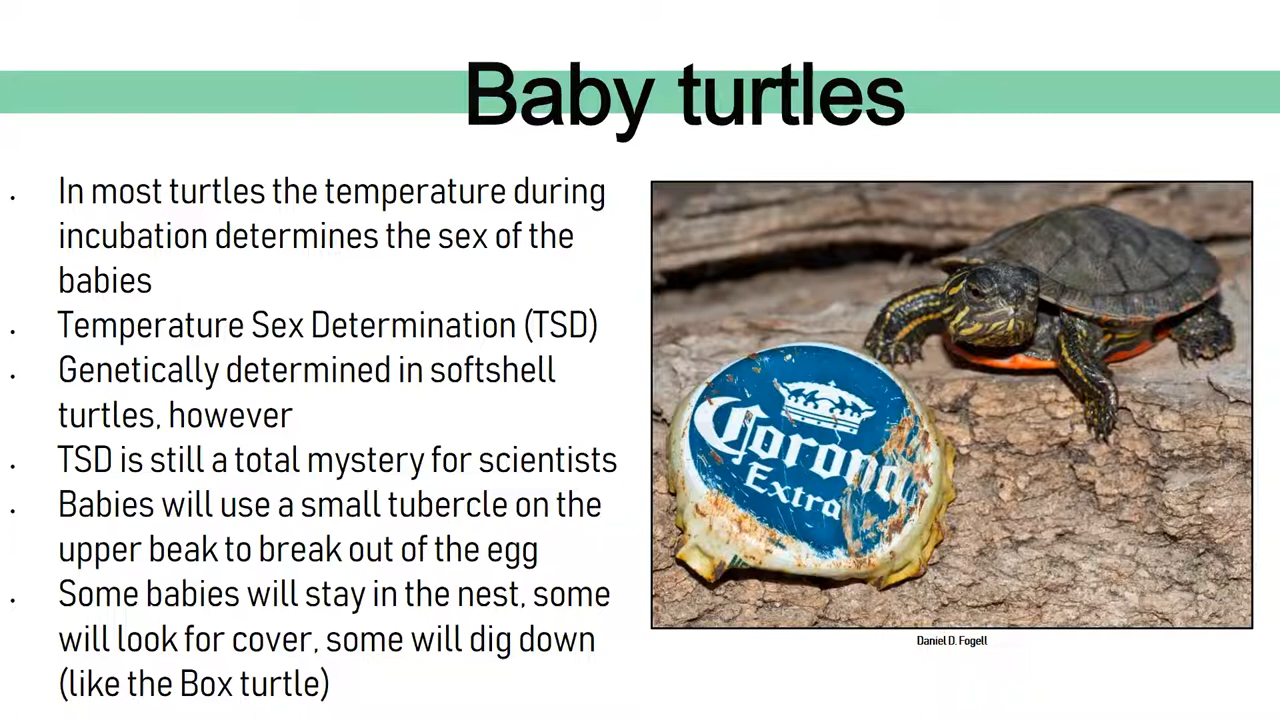 Baby turtles
In most turtles the temperature during
incubation determines the sex of the
babies
Temperature Sex Determination (TSD)
Genetically determined in softshell
turtles, however
TSD is still a total mystery for scientists
Babies will use a small tubercle on the
upper beak to break out of the egg
Some babies will stay in the nest, some
will look for cover, some will dig down
(like the Box turtle)
Corona
Extra
Daniel D. Fogell